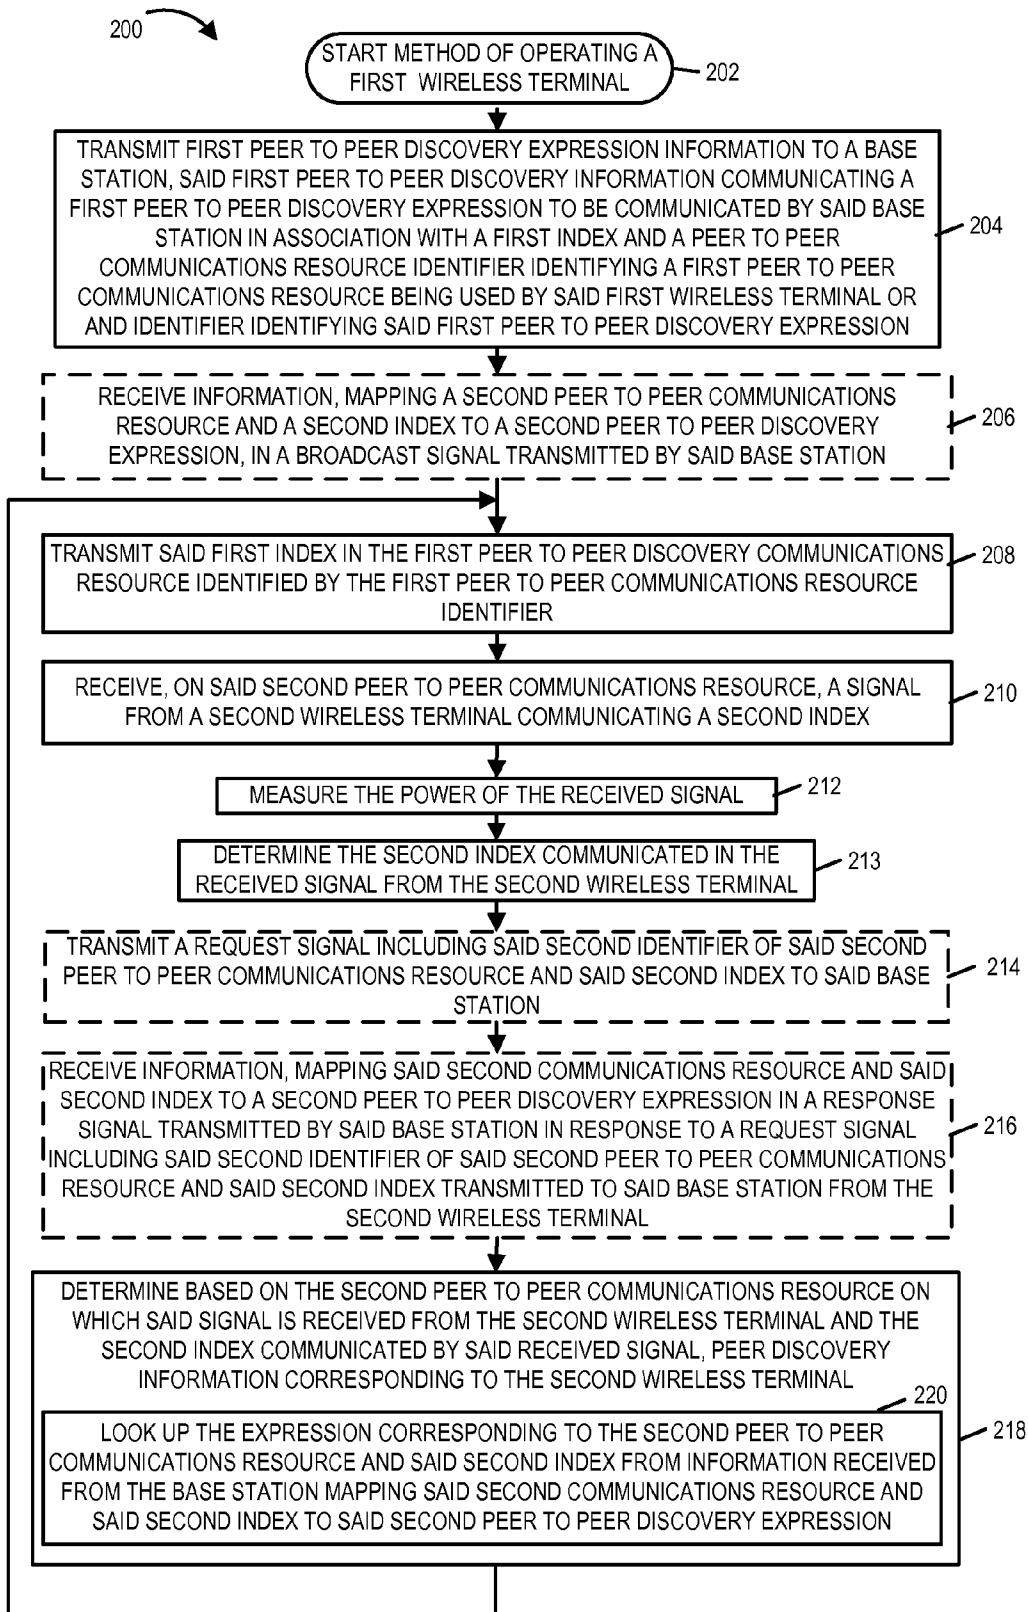 200
START METHOD OF OPERATING A
FIRST WIRELESS TERMINAL
202
TRANSMIT FIRST PEER TO PEER DISCOVERY EXPRESSION INFORMATION TO A BASE
STATION, SAID FIRST PEER TO PEER DISCOVERY INFORMATION COMMUNICATING A
FIRST PEER TO PEER DISCOVERY EXPRESSION TO BE COMMUNICATED BY SAID BASE
STATION IN ASSOCIATION WITH A FIRST INDEX AND A PEER TO PEER
COMMUNICATIONS RESOURCE IDENTIFIER IDENTIFYING A FIRST PEER TO PEER
COMMUNICATIONS RESOURCE BEING USED BY SAID FIRST WIRELESS TERMINAL OR
AND IDENTIFIER IDENTIFYING SAID FIRST PEER TO PEER DISCOVERY EXPRESSION
204
RECEIVE INFORMATION, MAPPING A SECOND PEER TO PEER COMMUNICATIONS
RESOURCE AND A SECOND INDEX TO A SECOND PEER TO PEER DISCOVERY
EXPRESSION, IN A BROADCAST SIGNAL TRANSMITTED BY SAID BASE STATION
206
TRANSMIT SAID FIRST INDEX IN THE FIRST PEER TO PEER DISCOVERY COMMUNICATIONS
RESOURCE IDENTIFIED BY THE FIRST PEER TO PEER COMMUNICATIONS RESOURCE
IDENTIFIER
208
RECEIVE, ON SAID SECOND PEER TO PEER COMMUNICATIONS RESOURCE, A SIGNAL
FROM A SECOND WIRELESS TERMINAL COMMUNICATING A SECOND INDEX
210
MEASURE THE POWER OF THE RECEIVED SIGNAL
212
DETERMINE THE SECOND INDEX COMMUNICATED IN THE
RECEIVED SIGNAL FROM THE SECOND WIRELESS TERMINAL
213
TRANSMIT A REQUEST SIGNAL INCLUDING SAID SECOND IDENTIFIER OF SAID SECOND
PEER TO PEER COMMUNICATIONS RESOURCE AND SAID SECOND INDEX TO SAID BASE
STATION
214
RECEIVE INFORMATION, MAPPING SAID SECOND COMMUNICATIONS RESOURCE AND SAID
SECOND INDEX TO A SECOND PEER TO PEER DISCOVERY EXPRESSION IN A RESPONSE
SIGNAL TRANSMITTED BY SAID BASE STATION IN RESPONSE TO A REQUEST SIGNAL
INCLUDING SAID SECOND IDENTIFIER OF SAID SECOND PEER TO PEER COMMUNICATIONS
RESOURCE AND SAID SECOND INDEX TRANSMITTED TO SAID BASE STATION FROM THE
SECOND WIRELESS TERMINAL
216
DETERMINE BASED ON THE SECOND PEER TO PEER COMMUNICATIONS RESOURCE ON
WHICH SAID SIGNAL IS RECEIVED FROM THE SECOND WIRELESS TERMINAL AND THE
SECOND INDEX COMMUNICATED BY SAID RECEIVED SIGNAL, PEER DISCOVERY
INFORMATION CORRESPONDING TO THE SECOND WIRELESS TERMINAL
220
LOOK UP THE EXPRESSION CORRESPONDING TO THE SECOND PEER TO PEER
COMMUNICATIONS RESOURCE AND SAID SECOND INDEX FROM INFORMATION RECEIVED
FROM THE BASE STATION MAPPING SAID SECOND COMMUNICATIONS RESOURCE AND
SAID SECOND INDEX TO SAID SECOND PEER TO PEER DISCOVERY EXPRESSION
218